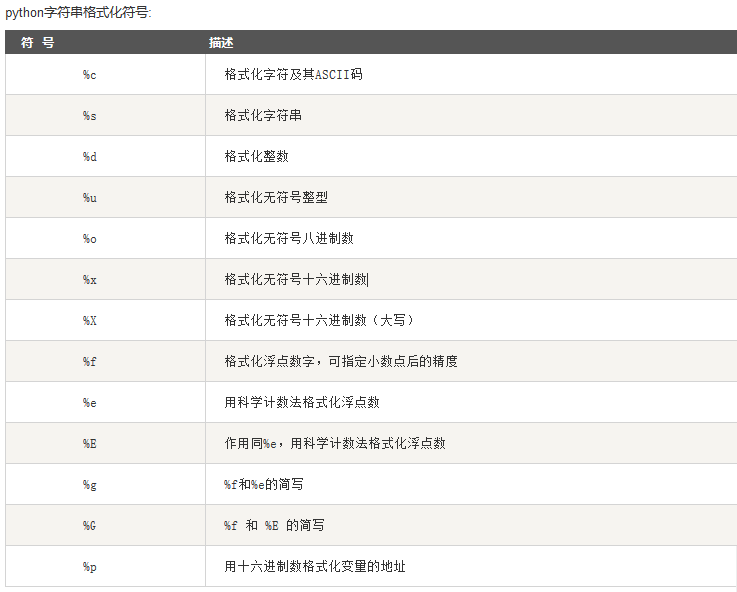 python字符串格式化符号:
符 号 描述
%c 格式化字符及其ASCII码
%s 格式化字符串
%d 格式化整数
%u 格式化无符号整型
%o 格式化无符号八进制数
%x 格式化无符号十六进制数
%X 格式化无符号十六进制数（大写）
%f 格式化浮点数字，可指定小数点后的精度
%e 用科学计数法格式化浮点数
%E 作用同%e，用科学计数法格式化浮点数
%g %f和%e的简写
%G %f 和 %E 的简写
%p 用十六进制数格式化变量的地址